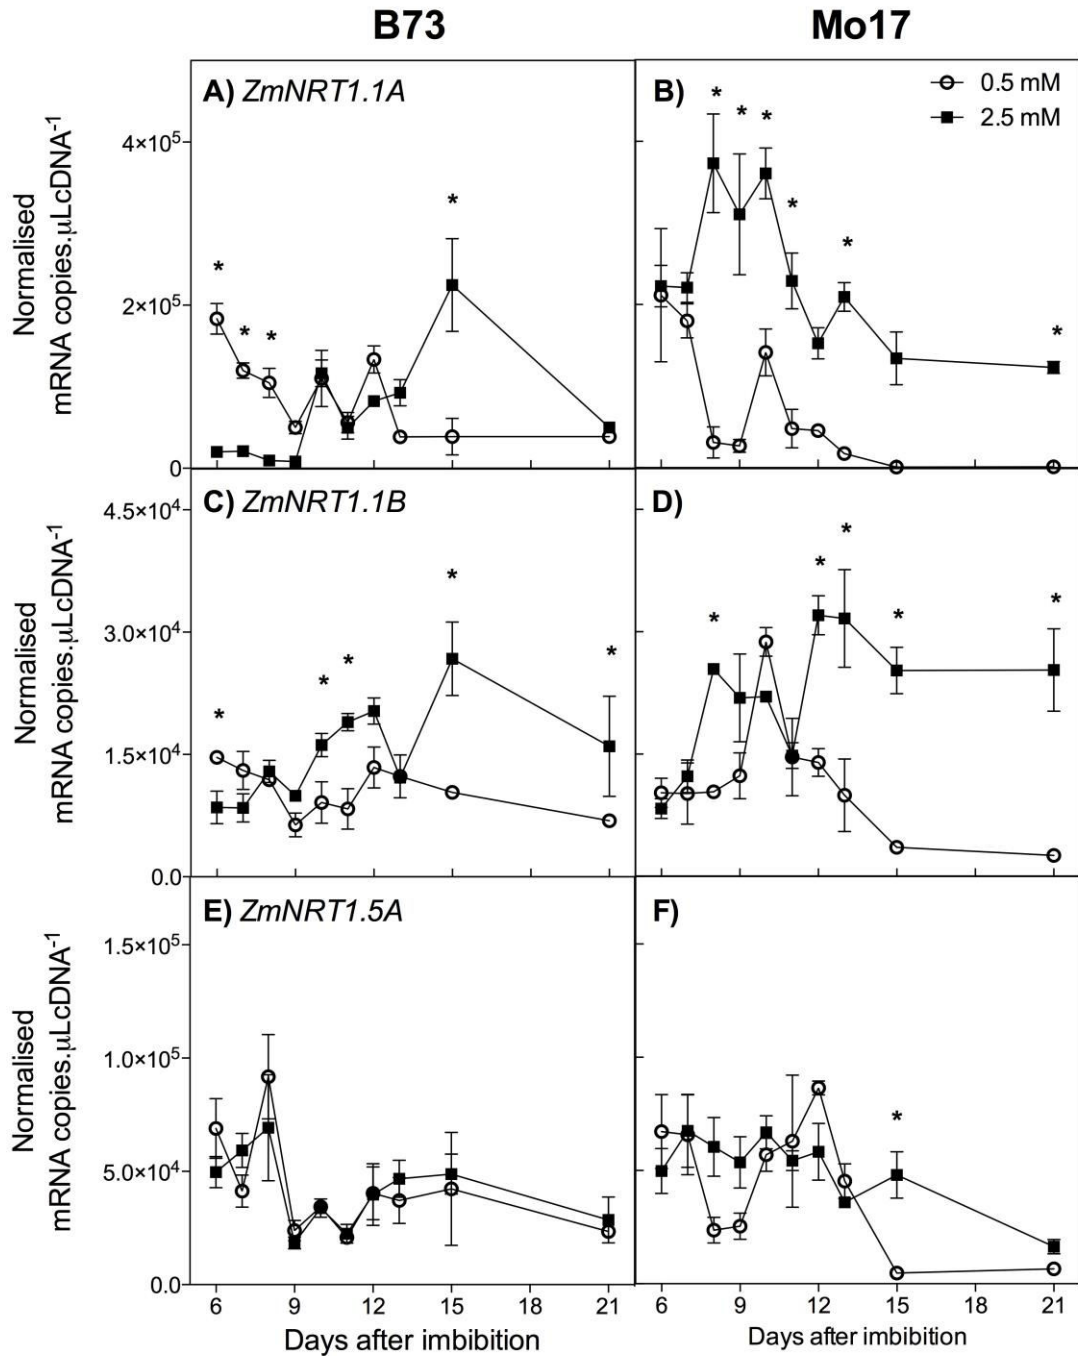 B73
Mo17
A) ZmNRT1.1A
B)
0.5 mM
2.5 mM
Normalised
mRNA copies.μLcDNA-1
4×10⁵
2×10⁵
0
* * * *
* * * * * *
C) ZmNRT1.1B
D)
Normalised
mRNA copies.μLcDNA-1
4.5×10⁴
3.0×10⁴
1.5×10⁴
0.0
* * * * *
* * * * *
E) ZmNRT1.5A
F)
Normalised
mRNA copies.μLcDNA-1
1.5×10⁵
1.0×10⁵
5.0×10⁴
0.0
*
6 9 12 15 18 21
6 9 12 15 18 21
Days after imbibition
Days after imbibition